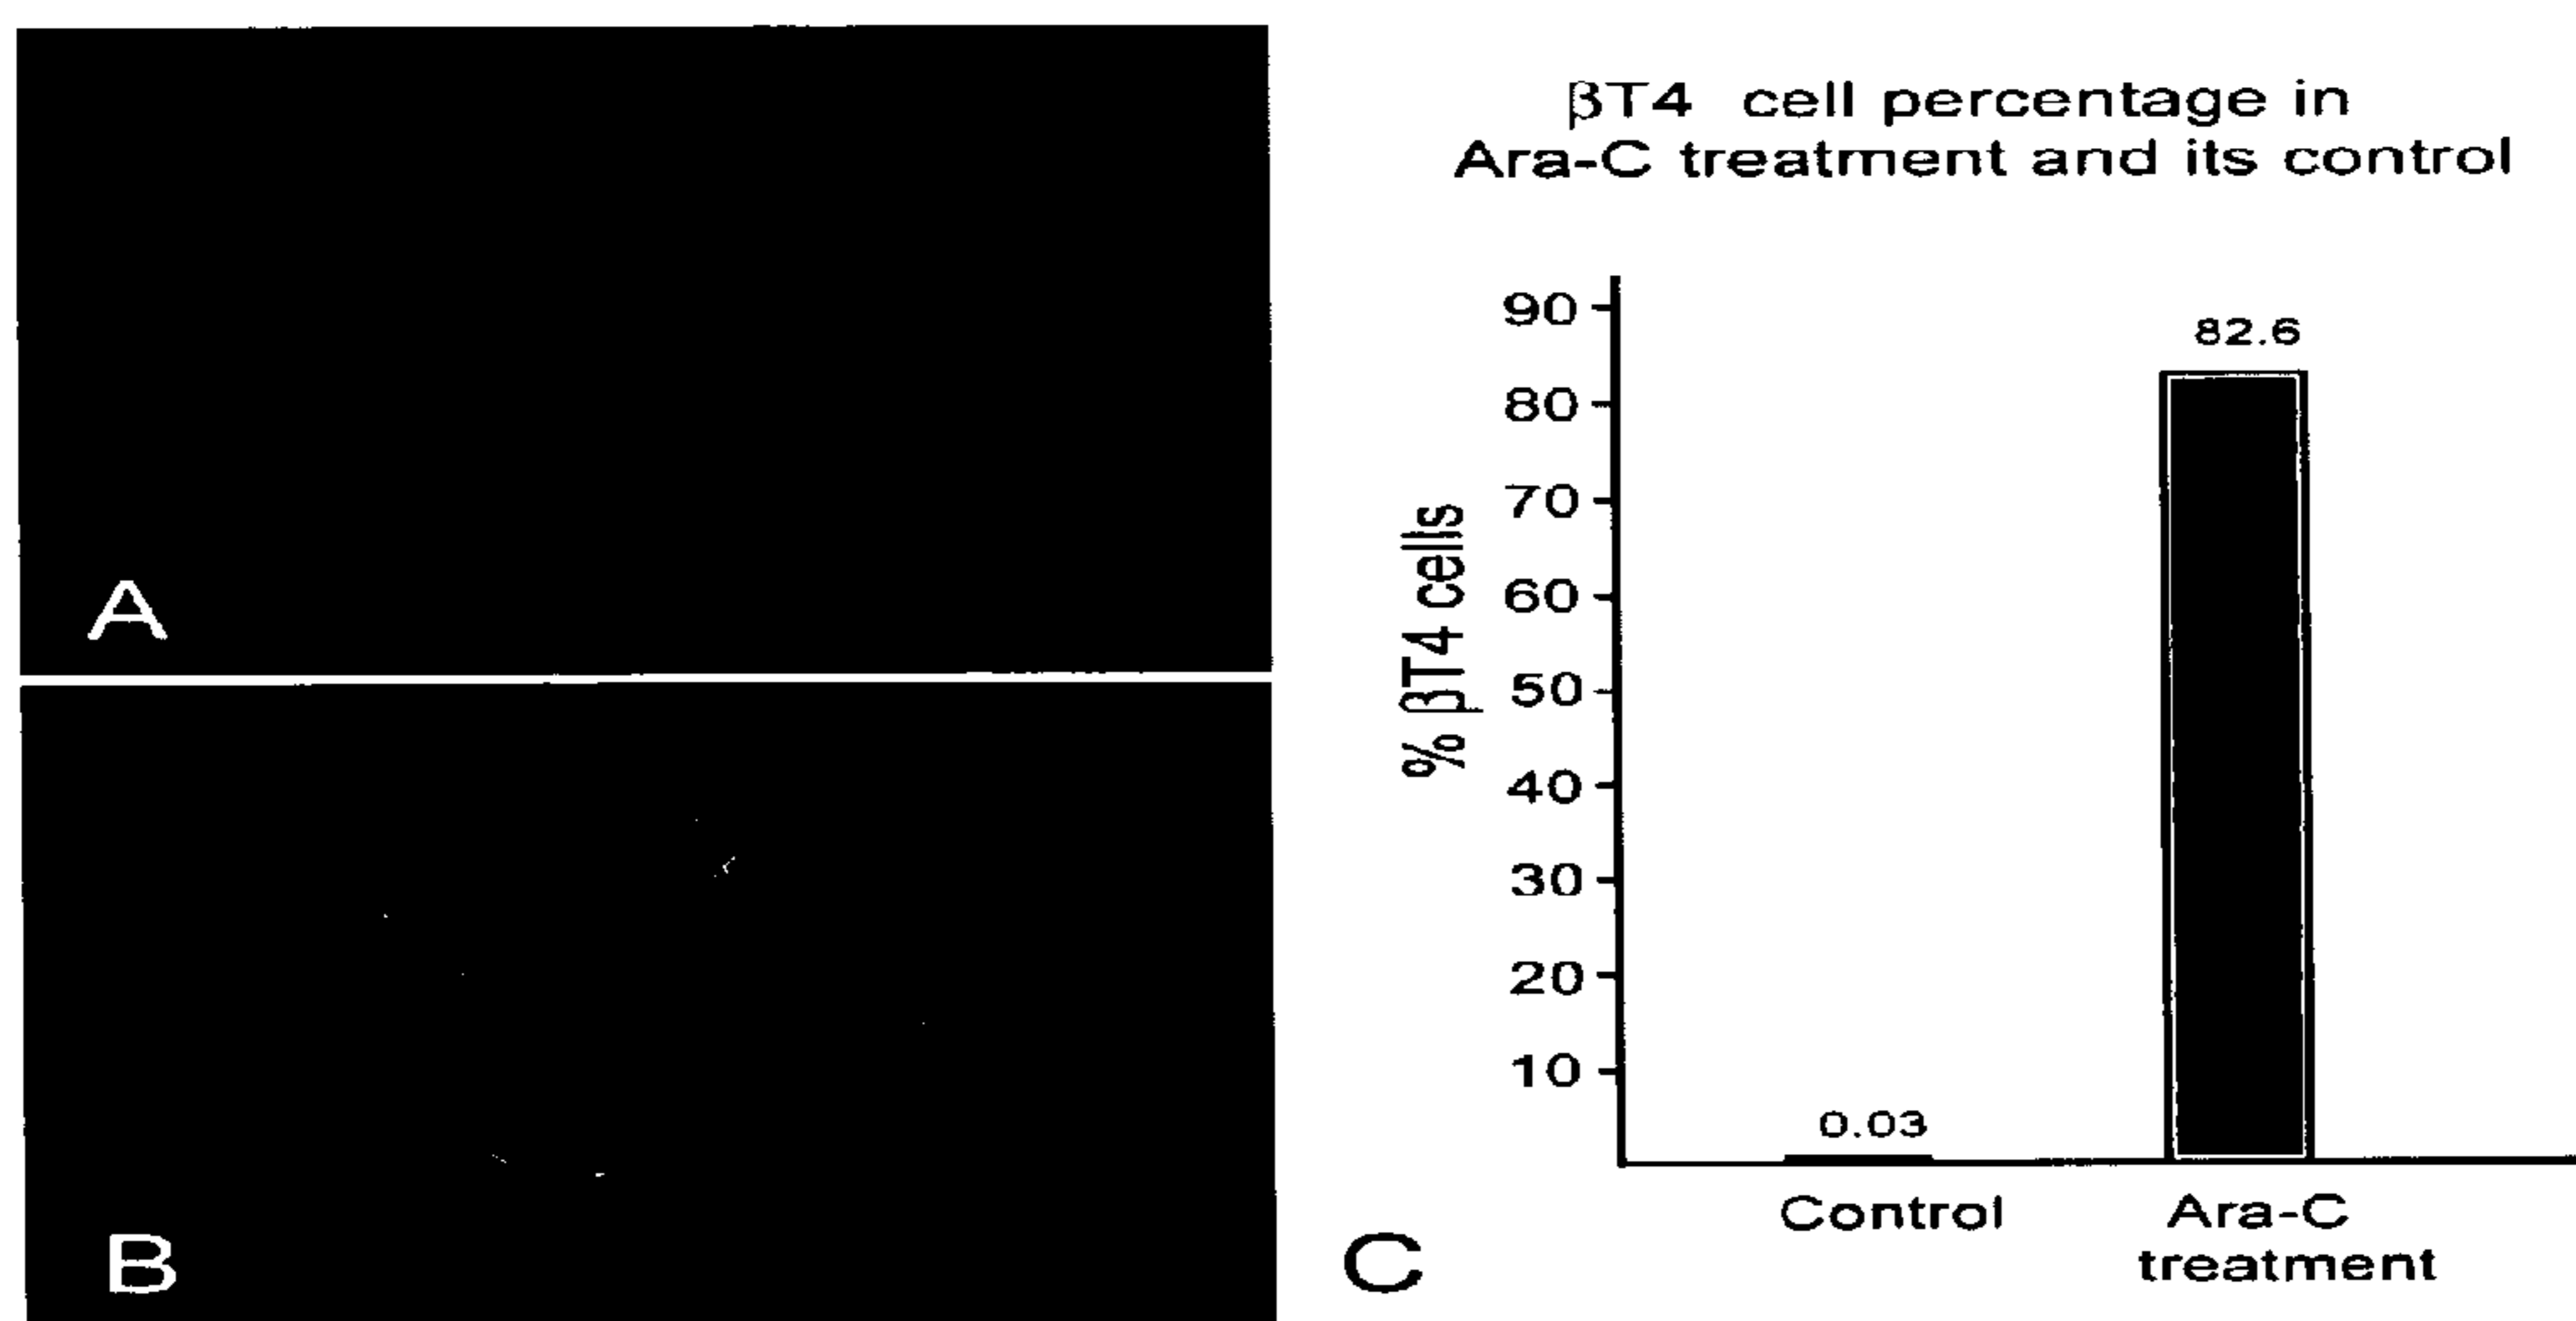 A
B
βT4 cell percentage in
Ara-C treatment and its control
% βT4 cells
90
80
70
60
50
40
30
20
10
82.6
0.03
Control
Ara-C
treatment
C